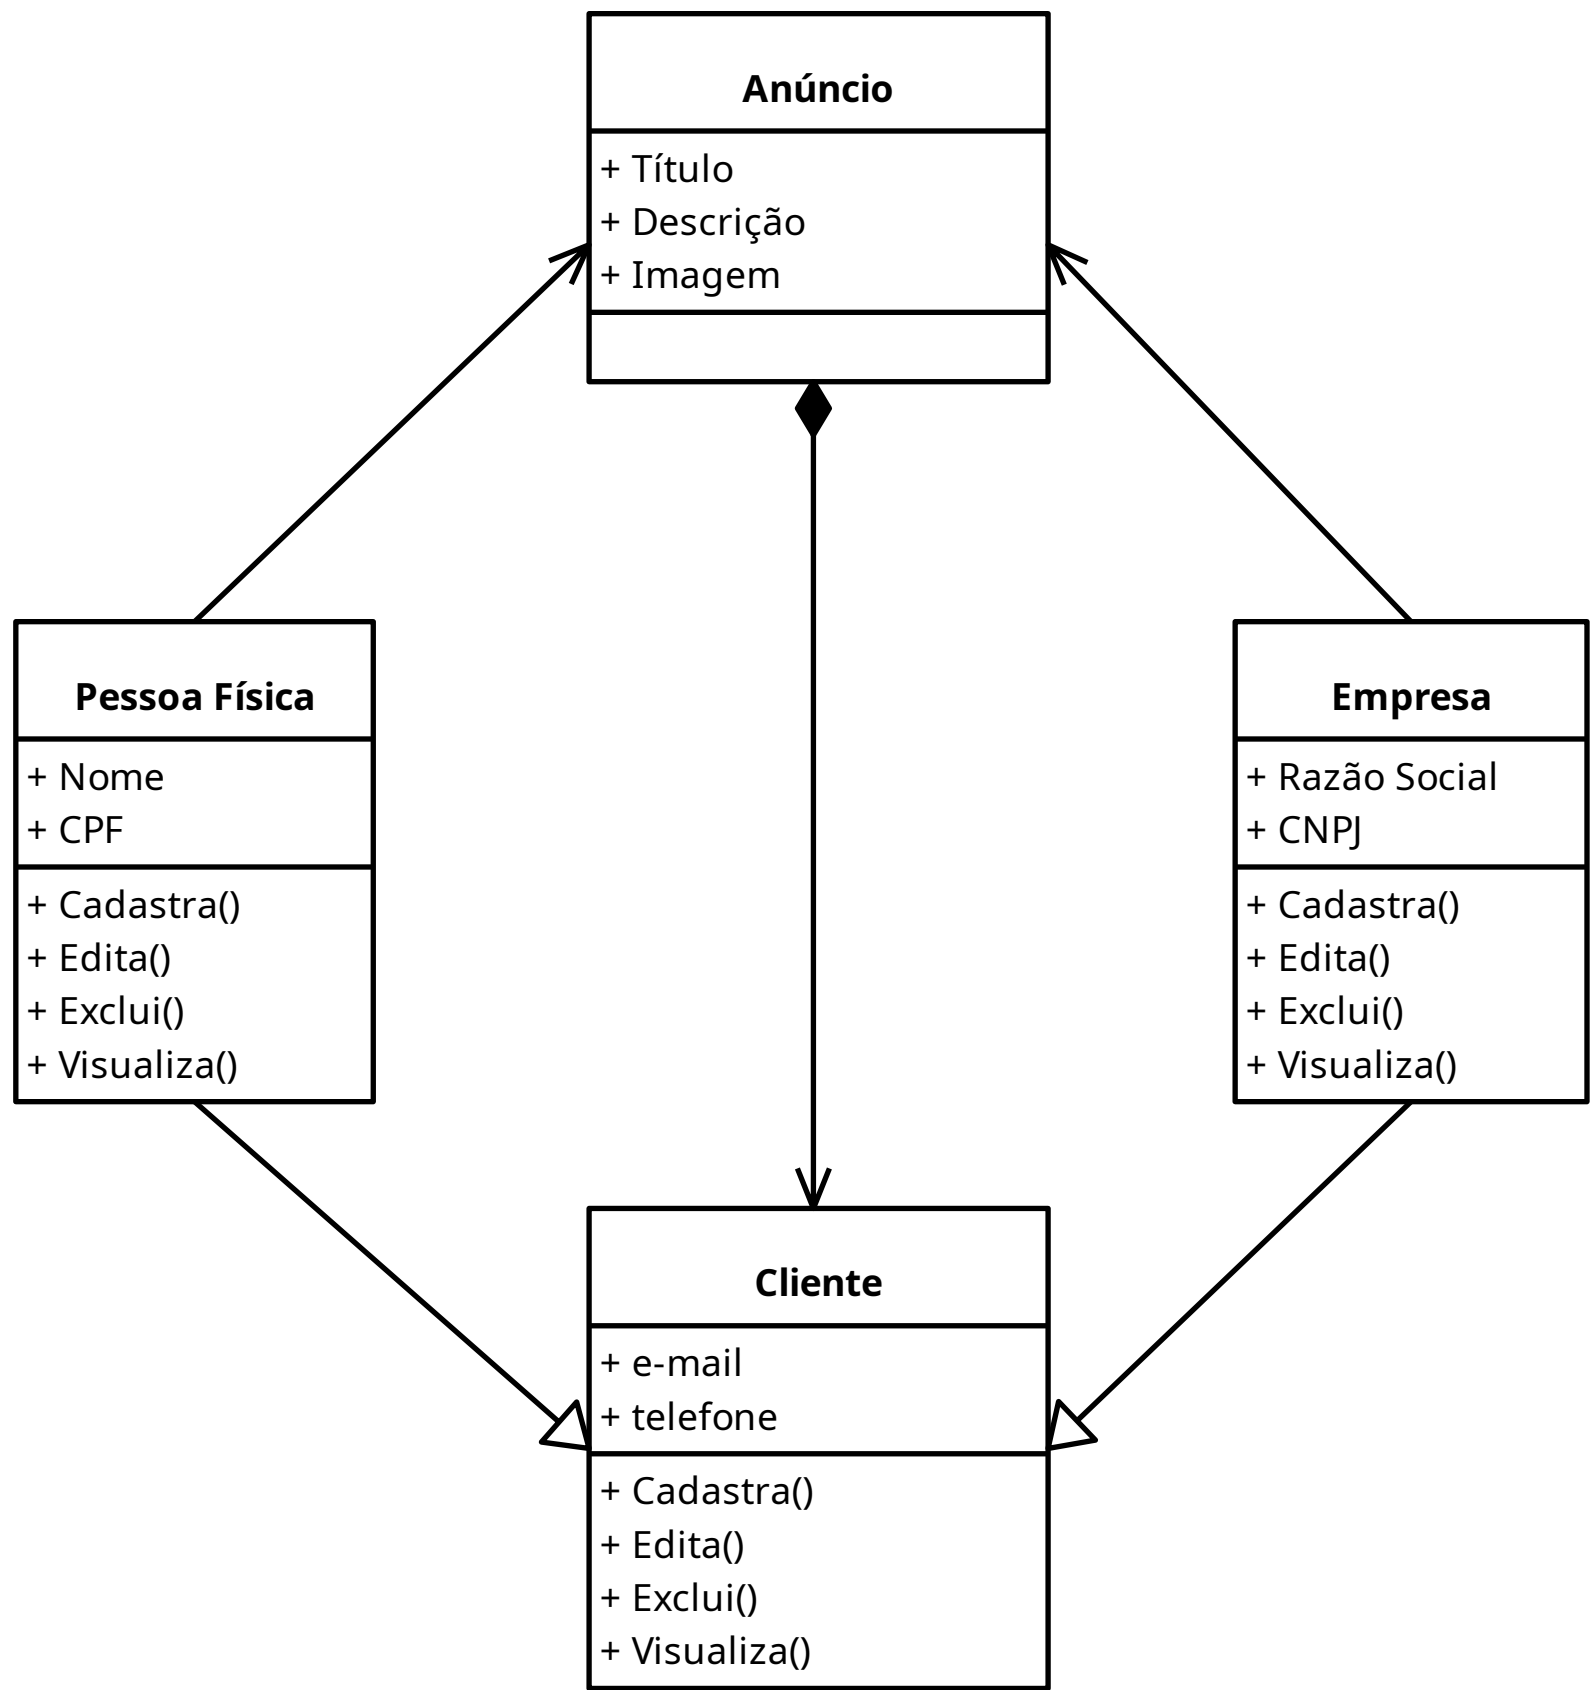 Anúncio
+ Título
+ Descrição
+ Imagem
Pessoa Física
+ Nome
+ CPF
+ Cadastra()
+ Edita()
+ Exclui()
+ Visualiza()
Empresa
+ Razão Social
+ CNPJ
+ Cadastra()
+ Edita()
+ Exclui()
+ Visualiza()
Cliente
+ e-mail
+ telefone
+ Cadastra()
+ Edita()
+ Exclui()
+ Visualiza()